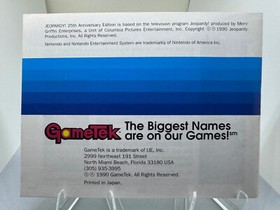 JEOPARDY! 25th Anniversary Edition is based on the television program Jeopardy! produced by Merv
Griffin Enterprises, a Unit of Columbia Pictures Entertainment, Inc. Copyright © ℗ 1990 Jeopardy
Productions, Inc. All Rights Reserved.
Nintendo and Nintendo Entertainment System are trademarks of Nintendo of America Inc.
GameTek
The Biggest Names
are on our Games!℠
GameTek is a trademark of IJE, Inc.
2999 Northeast 191 Street
North Miami Beach, Florida 33180 USA
(305) 935-3995
© ℗ 1990 GameTek. All Rights Reserved.
Printed in Japan.